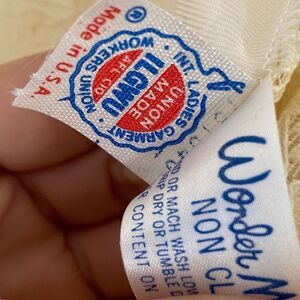 ®
Made in U.S.A.
INT'L LADIES GARMENT
WORKERS UNION
ILGWU
UNION
MADE
AFL CIO
Wonder M
NON CL
OR MACH WASH LOW
DRY OR TUMBLE D
CONTENT ON